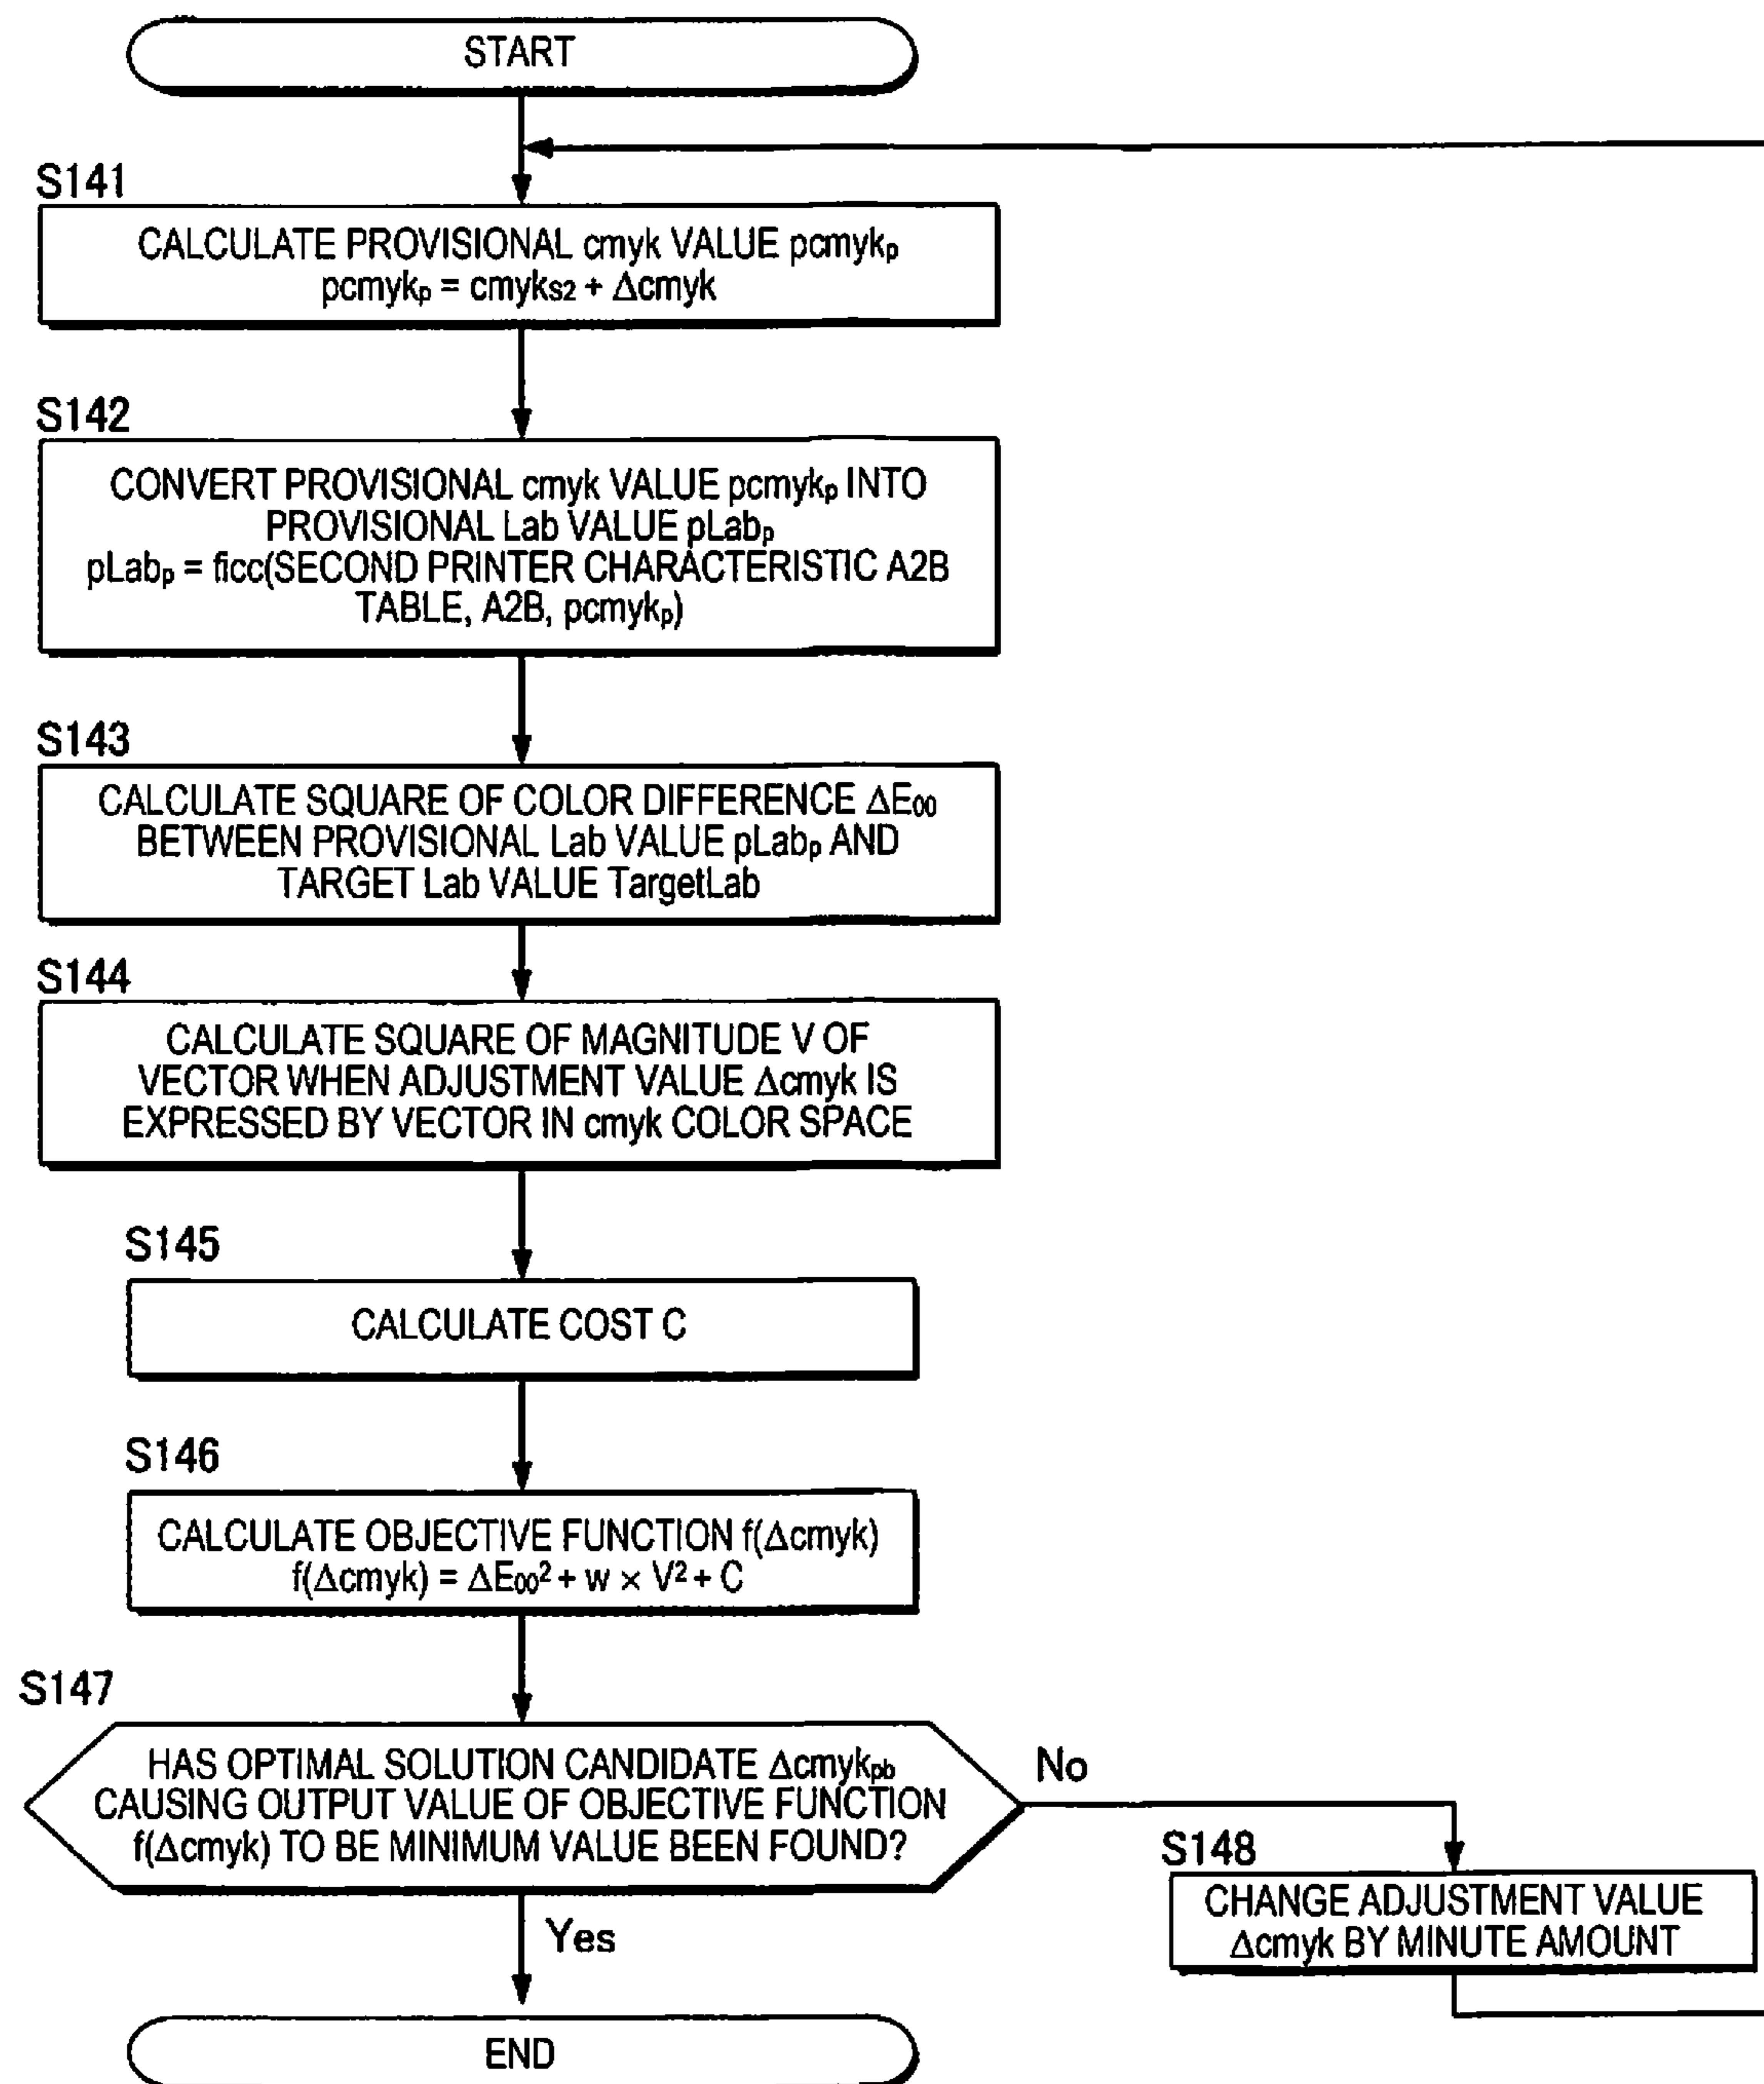 START
S141
CALCULATE PROVISIONAL cmyk VALUE pcmykₚ
pcmykₚ = cmykS2 + Δcmyk
S142
CONVERT PROVISIONAL cmyk VALUE pcmykₚ INTO
PROVISIONAL Lab VALUE pLabₚ
pLabₚ = ficc(SECOND PRINTER CHARACTERISTIC A2B
TABLE, A2B, pcmykₚ)
S143
CALCULATE SQUARE OF COLOR DIFFERENCE ΔE₀₀
BETWEEN PROVISIONAL Lab VALUE pLabₚ AND
TARGET Lab VALUE TargetLab
S144
CALCULATE SQUARE OF MAGNITUDE V OF
VECTOR WHEN ADJUSTMENT VALUE Δcmyk IS
EXPRESSED BY VECTOR IN cmyk COLOR SPACE
S145
CALCULATE COST C
S146
CALCULATE OBJECTIVE FUNCTION f(Δcmyk)
f(Δcmyk) = ΔE₀₀² + w × V² + C
S147
HAS OPTIMAL SOLUTION CANDIDATE Δcmykpb
CAUSING OUTPUT VALUE OF OBJECTIVE FUNCTION
f(Δcmyk) TO BE MINIMUM VALUE BEEN FOUND?
No
S148
CHANGE ADJUSTMENT VALUE
Δcmyk BY MINUTE AMOUNT
Yes
END